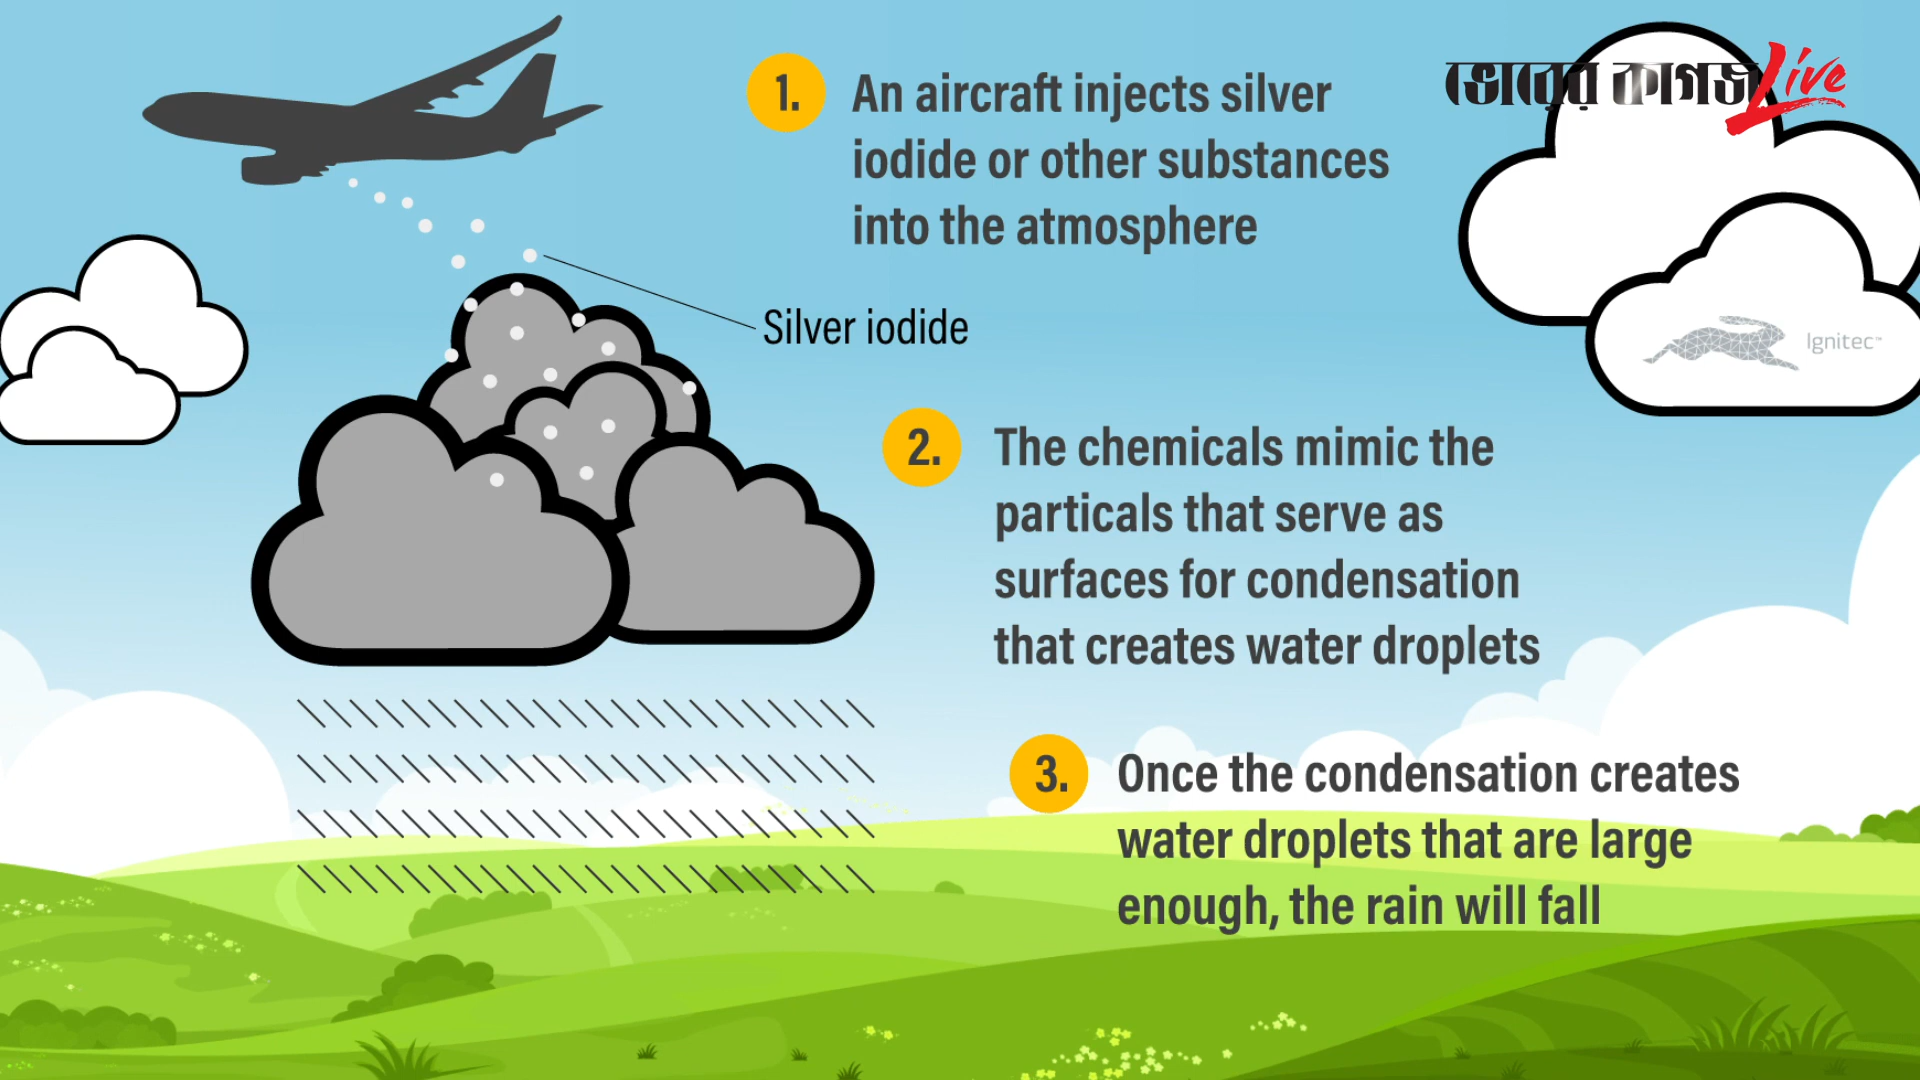 1. An aircraft injects silver
iodide or other substances
into the atmosphere
ভোরের কাগজ Live
Silver iodide
Ignitec™
2. The chemicals mimic the
particals that serve as
surfaces for condensation
that creates water droplets
3. Once the condensation creates
water droplets that are large
enough, the rain will fall